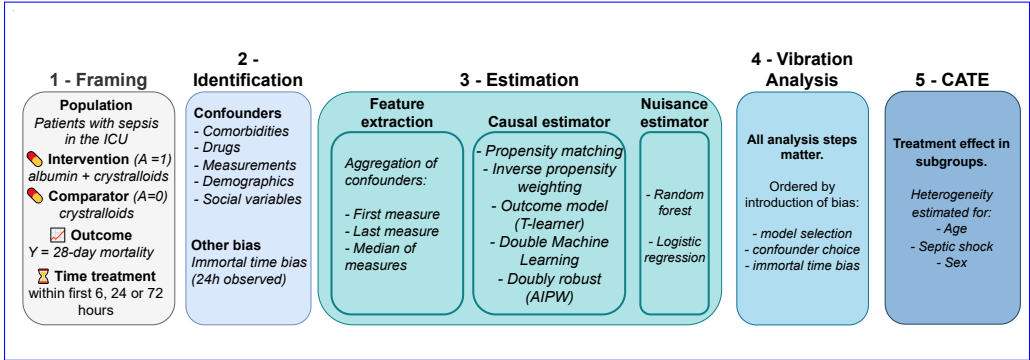 1 - Framing
Population
Patients with sepsis
in the ICU
Intervention (A =1)
albumin + crystralloids
Comparator (A=0)
crystralloids
Outcome
Y = 28-day mortality
Time treatment
within first 6, 24 or 72
hours
2 -
Identification
Confounders
- Comorbidities
- Drugs
- Measurements
- Demographics
- Social variables
Other bias
Immortal time bias
(24h observed)
3 - Estimation
Feature
extraction
Aggregation of
confounders:
- First measure
- Last measure
- Median of
measures
Causal estimator
- Propensity matching
- Inverse propensity
weighting
- Outcome model
(T-learner)
- Double Machine
Learning
- Doubly robust
(AIPW)
Nuisance
estimator
- Random
forest
- Logistic
regression
4 - Vibration
Analysis
All analysis steps
matter.
Ordered by
introduction of bias:
- model selection
- confounder choice
- immortal time bias
5 - CATE
Treatment effect in
subgroups.
Heterogeneity
estimated for:
- Age
- Septic shock
- Sex